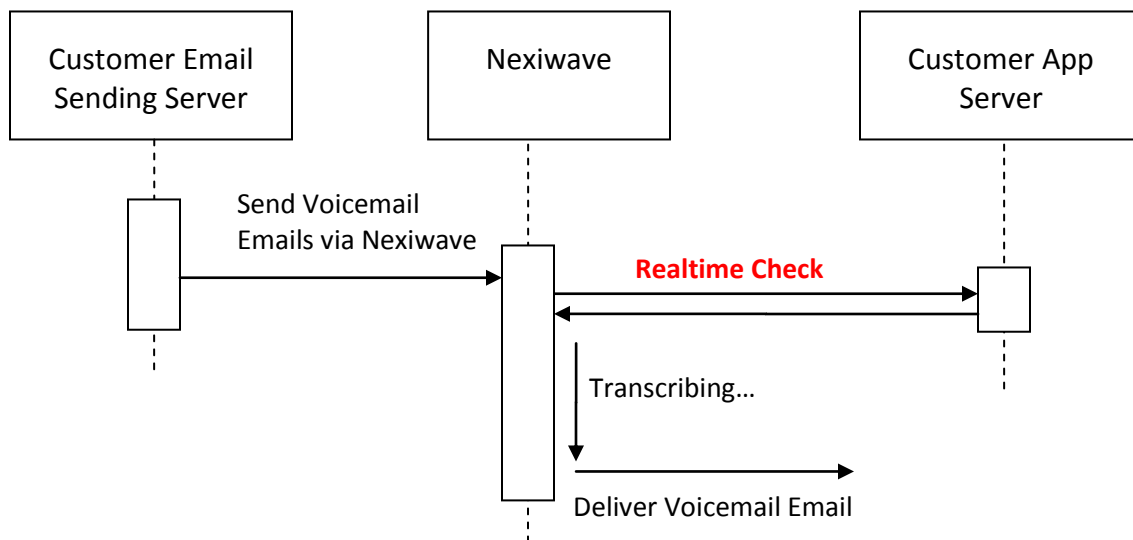 Customer Email
Sending Server
Nexiwave
Customer App
Server
Send Voicemail
Emails via Nexiwave
Realtime Check
Transcribing…
Deliver Voicemail Email